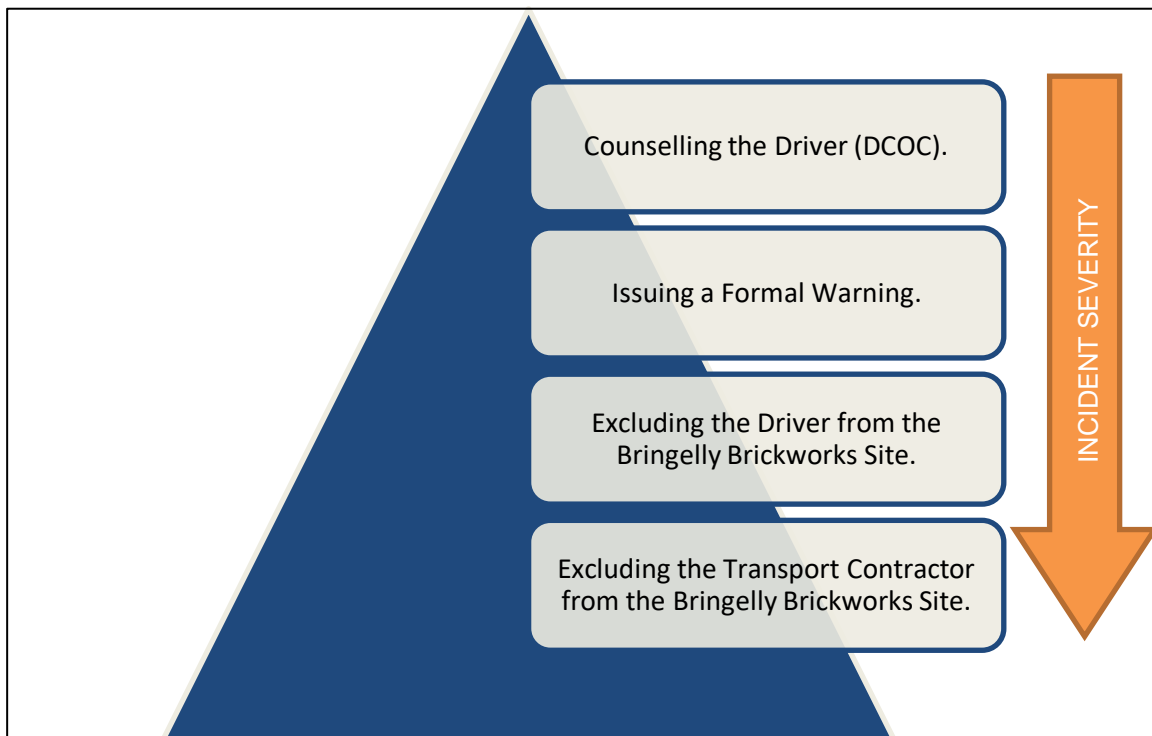 Counselling the Driver (DCOC).
Issuing a Formal Warning.
Excluding the Driver from the
Bringelly Brickworks Site.
Excluding the Transport Contractor
from the Bringelly Brickworks Site.
INCIDENT SEVERITY